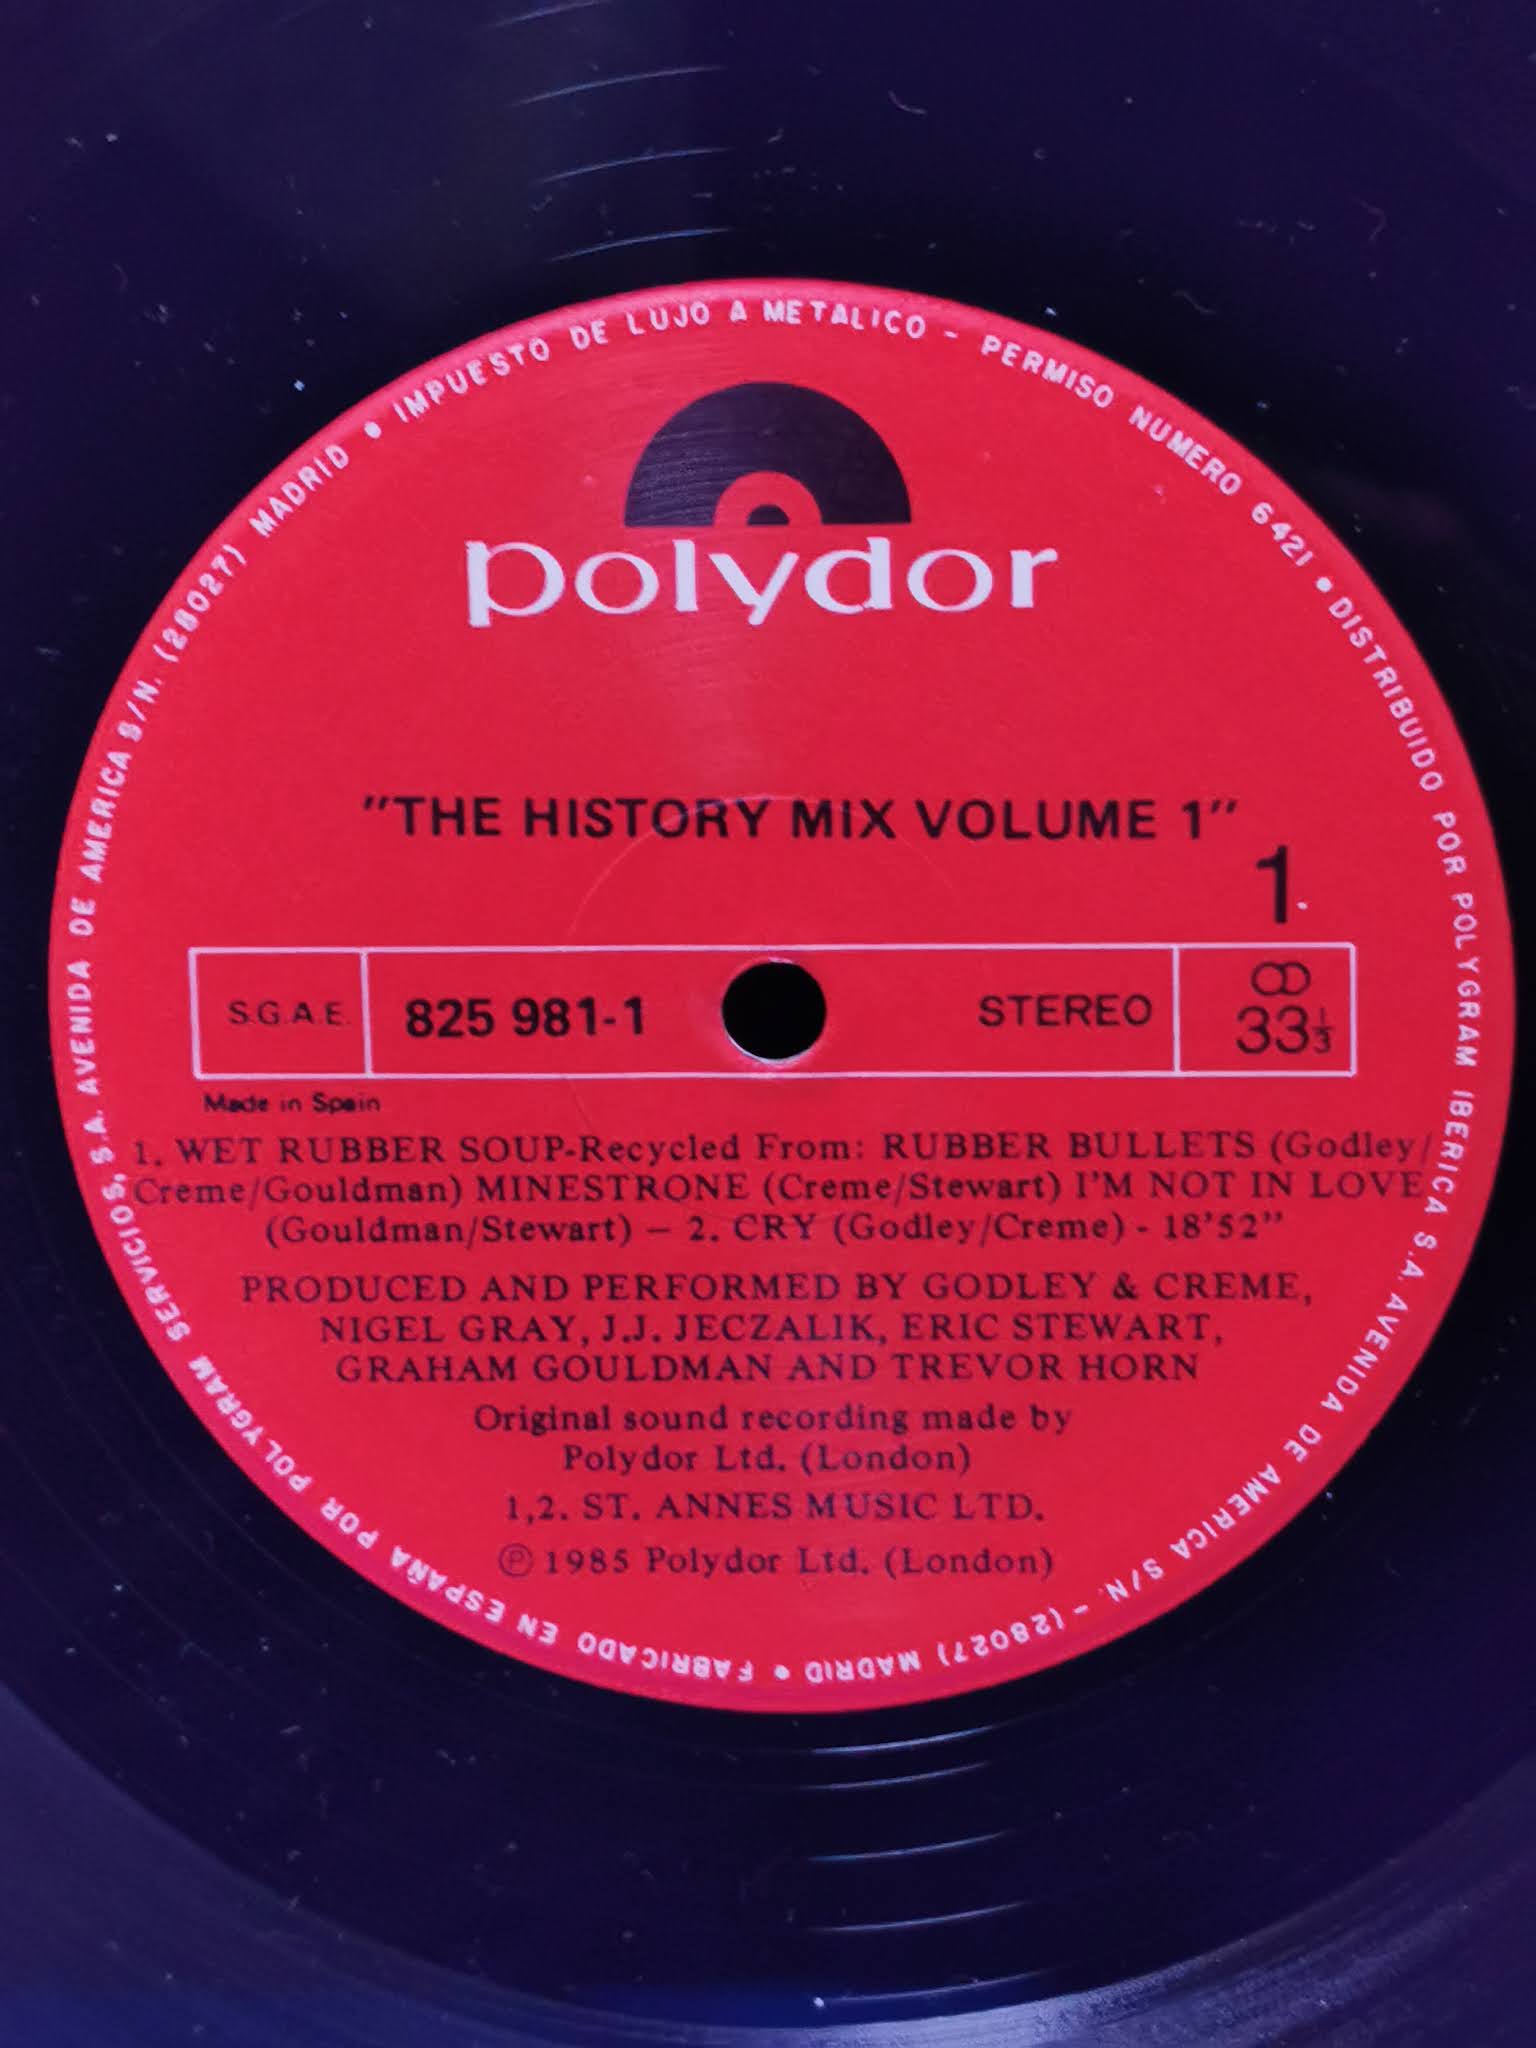 IMPUESTO DE LUJO A METALICO - PERMISO NUMERO 6421 • DISTRIBUIDO POR POLYGRAM IBERICA S.A. AVENIDA DE AMERICA S/N. - (28027) MADRID • FABRICADO EN ESPAÑA POR POLYGRAM SERVICIOS, S.A. AVENIDA DE AMERICA S/N. (28027) MADRID •
polydor
"THE HISTORY MIX VOLUME 1"
1
S.G.A.E. 825 981-1 STEREO 33 1/3
Made in Spain
1. WET RUBBER SOUP-Recycled From: RUBBER BULLETS (Godley/
Creme/Gouldman) MINESTRONE (Creme/Stewart) I'M NOT IN LOVE
(Gouldman/Stewart) – 2. CRY (Godley/Creme) - 18'52"
PRODUCED AND PERFORMED BY GODLEY & CREME,
NIGEL GRAY, J.J. JECZALIK, ERIC STEWART,
GRAHAM GOULDMAN AND TREVOR HORN
Original sound recording made by
Polydor Ltd. (London)
1,2. ST. ANNES MUSIC LTD.
℗ 1985 Polydor Ltd. (London)